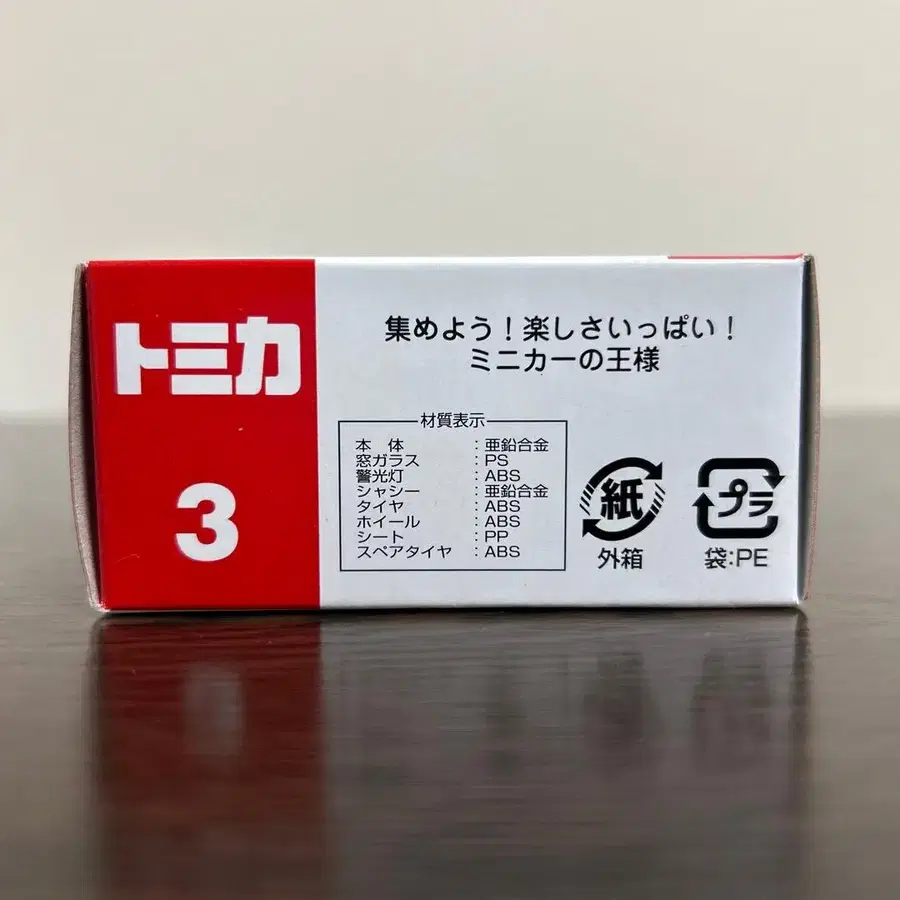 トミカ
3
集めよう！楽しさいっぱい！
ミニカーの王様
材質表示
本体：亜鉛合金
窓ガラス：PS
警光灯：ABS
シャシー：亜鉛合金
タイヤ：ABS
ホイール：ABS
シート：PP
スペアタイヤ：ABS
紙
外箱
プラ
袋:PE